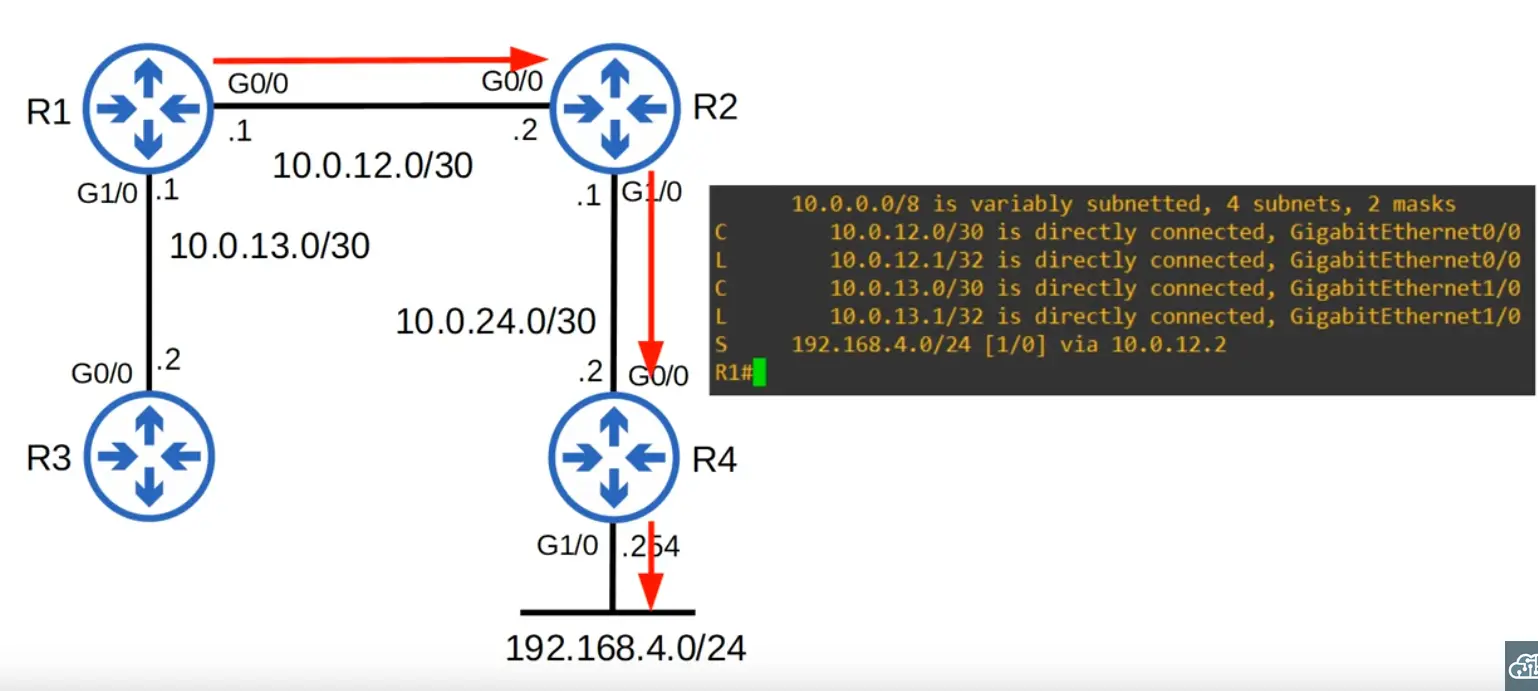 R1
G0/0
G0/0
R2
.1
.2
10.0.12.0/30
G1/0
.1
.1
G1/0
10.0.13.0/30
10.0.24.0/30
G0/0
.2
.2
G0/0
R3
R4
G1/0
.254
192.168.4.0/24
10.0.0.0/8 is variably subnetted, 4 subnets, 2 masks
C 10.0.12.0/30 is directly connected, GigabitEthernet0/0
L 10.0.12.1/32 is directly connected, GigabitEthernet0/0
C 10.0.13.0/30 is directly connected, GigabitEthernet1/0
L 10.0.13.1/32 is directly connected, GigabitEthernet1/0
S 192.168.4.0/24 [1/0] via 10.0.12.2
R1#